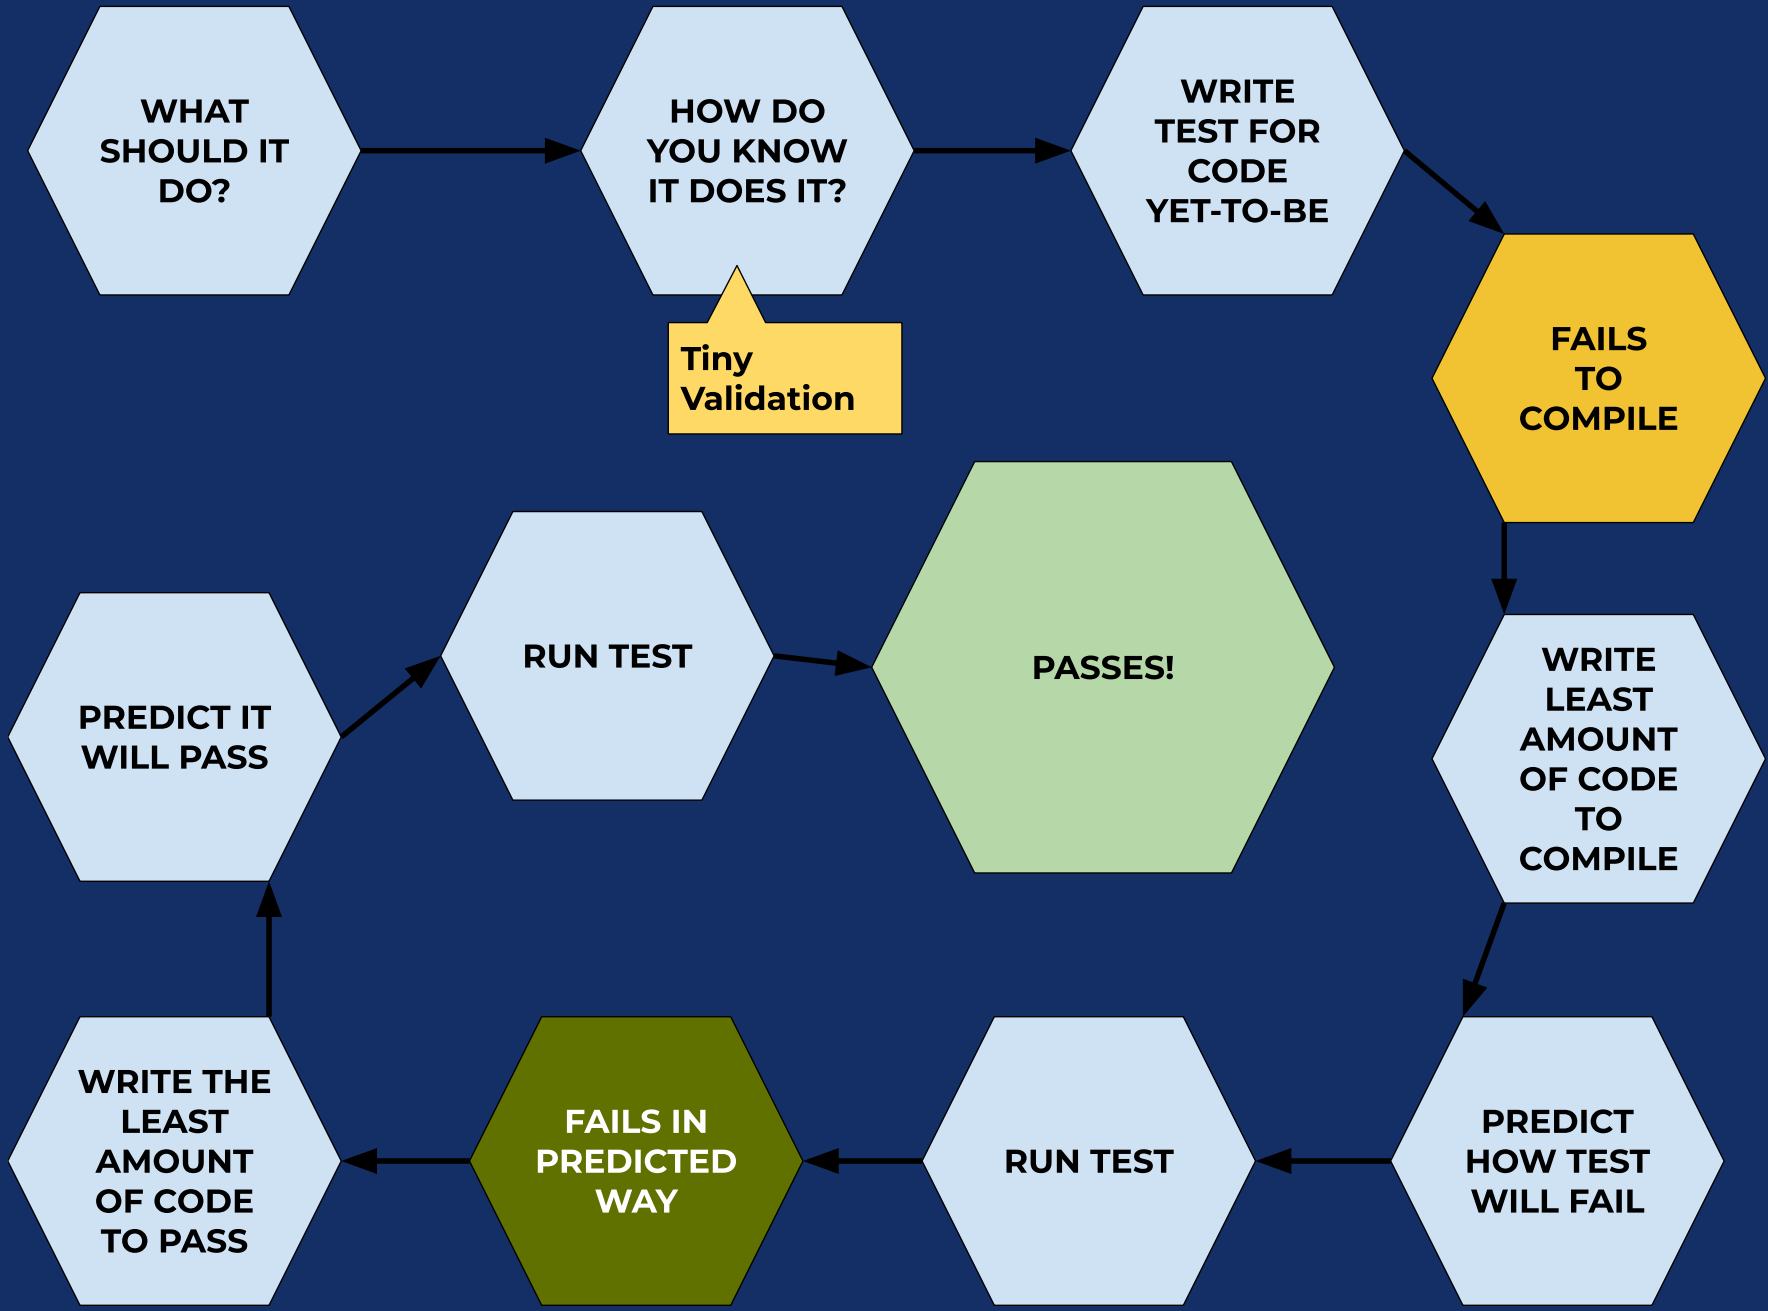 WHAT
SHOULD IT
DO?
HOW DO
YOU KNOW
IT DOES IT?
Tiny
Validation
WRITE
TEST FOR
CODE
YET-TO-BE
FAILS
TO
COMPILE
WRITE
LEAST
AMOUNT
OF CODE
TO
COMPILE
PREDICT
HOW TEST
WILL FAIL
RUN TEST
FAILS IN
PREDICTED
WAY
WRITE THE
LEAST
AMOUNT
OF CODE
TO PASS
PREDICT IT
WILL PASS
RUN TEST
PASSES!